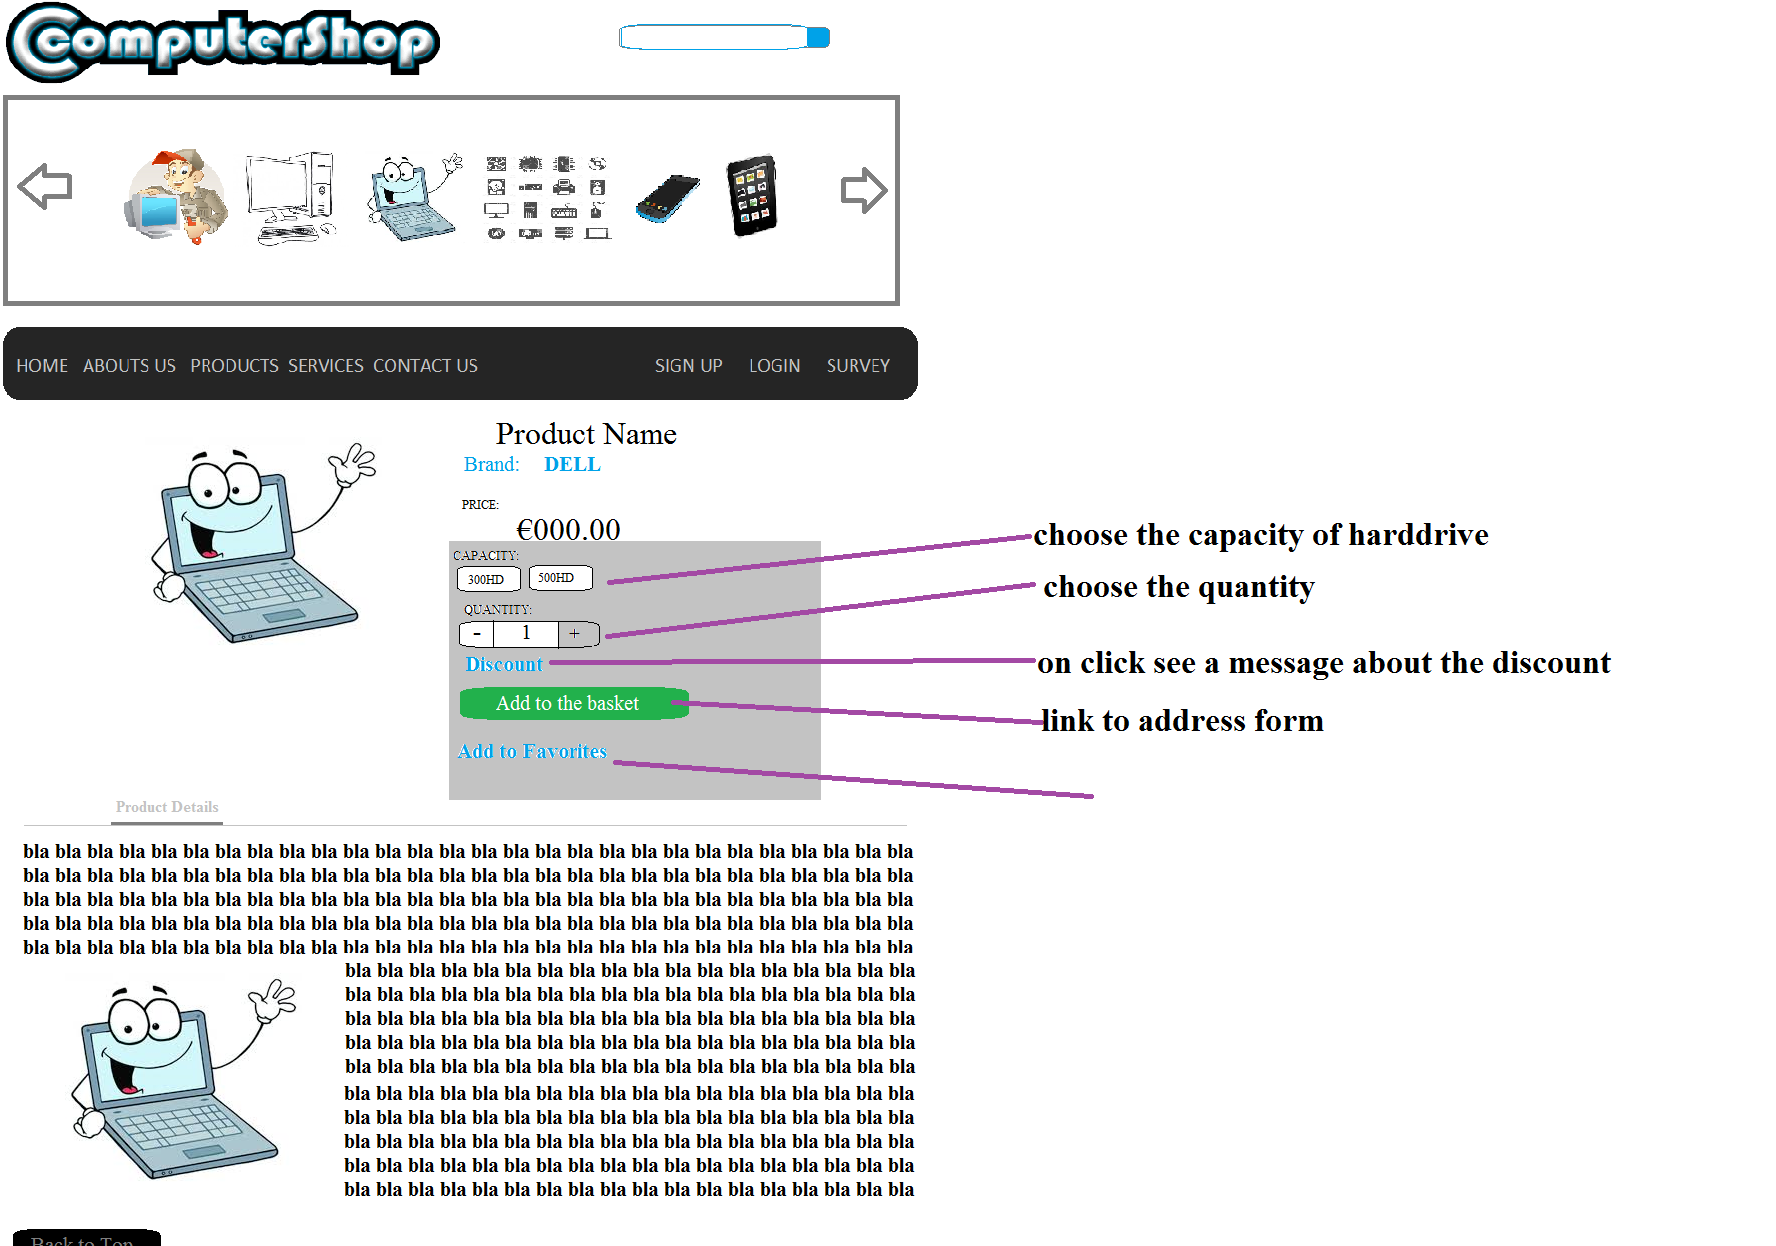 ComputerShop
HOME ABOUTS US PRODUCTS SERVICES CONTACT US SIGN UP LOGIN SURVEY
Product Name
Brand: DELL
PRICE:
€000.00
choose the capacity of harddrive
CAPACITY:
300HD 500HD
choose the quantity
QUANTITY:
- 1 +
Discount
on click see a message about the discount
Add to the basket
link to address form
Add to Favorites
Product Details
bla bla bla bla bla bla bla bla bla bla bla bla bla bla bla bla bla bla bla bla bla bla bla bla bla bla bla bla
bla bla bla bla bla bla bla bla bla bla bla bla bla bla bla bla bla bla bla bla bla bla bla bla bla bla bla bla
bla bla bla bla bla bla bla bla bla bla bla bla bla bla bla bla bla bla bla bla bla bla bla bla bla bla bla bla
bla bla bla bla bla bla bla bla bla bla bla bla bla bla bla bla bla bla bla bla bla bla bla bla bla bla bla bla
bla bla bla bla bla bla bla bla bla bla bla bla bla bla bla bla bla bla bla bla bla bla bla bla bla bla bla bla
bla bla bla bla bla bla bla bla bla bla bla bla bla bla bla bla bla bla
bla bla bla bla bla bla bla bla bla bla bla bla bla bla bla bla bla bla
bla bla bla bla bla bla bla bla bla bla bla bla bla bla bla bla bla bla
bla bla bla bla bla bla bla bla bla bla bla bla bla bla bla bla bla bla
bla bla bla bla bla bla bla bla bla bla bla bla bla bla bla bla bla bla
bla bla bla bla bla bla bla bla bla bla bla bla bla bla bla bla bla bla
bla bla bla bla bla bla bla bla bla bla bla bla bla bla bla bla bla bla
bla bla bla bla bla bla bla bla bla bla bla bla bla bla bla bla bla bla
bla bla bla bla bla bla bla bla bla bla bla bla bla bla bla bla bla bla
bla bla bla bla bla bla bla bla bla bla bla bla bla bla bla bla bla bla
Back to Top